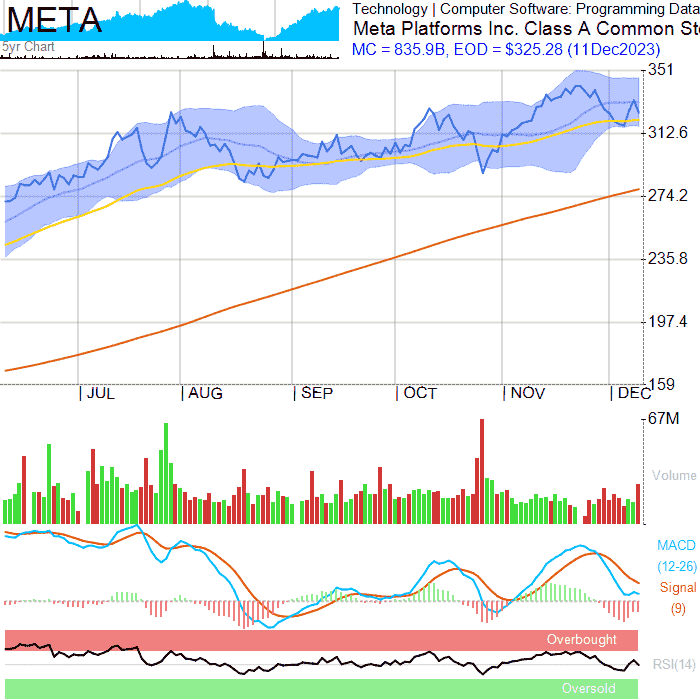 META
5yr Chart
Technology | Computer Software: Programming Data
Meta Platforms Inc. Class A Common Sto
MC = 835.9B, EOD = $325.28 (11Dec2023)
351
312.6
274.2
235.8
197.4
159
JUL
AUG
SEP
OCT
NOV
DEC
67M
Volume
MACD
(12-26)
Signal
(9)
Overbought
RSI(14)
Oversold